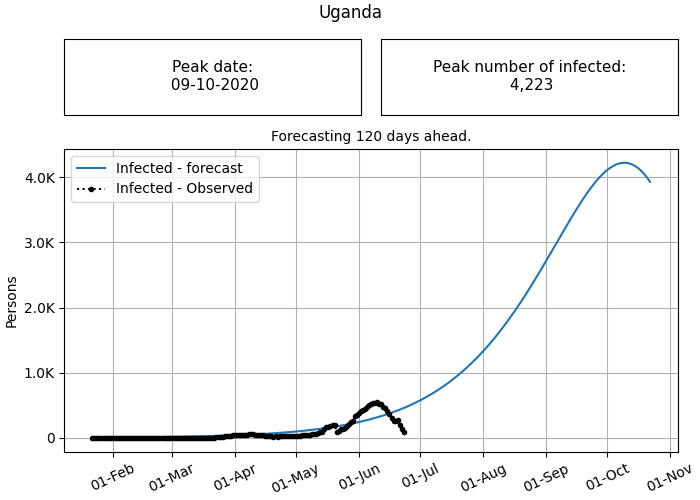 Uganda
Peak date:
09-10-2020
Peak number of infected:
4,223
Forecasting 120 days ahead.
Infected - forecast
Infected - Observed
4.0K
3.0K
2.0K
1.0K
0
Persons
01-Feb
01-Mar
01-Apr
01-May
01-Jun
01-Jul
01-Aug
01-Sep
01-Oct
01-Nov